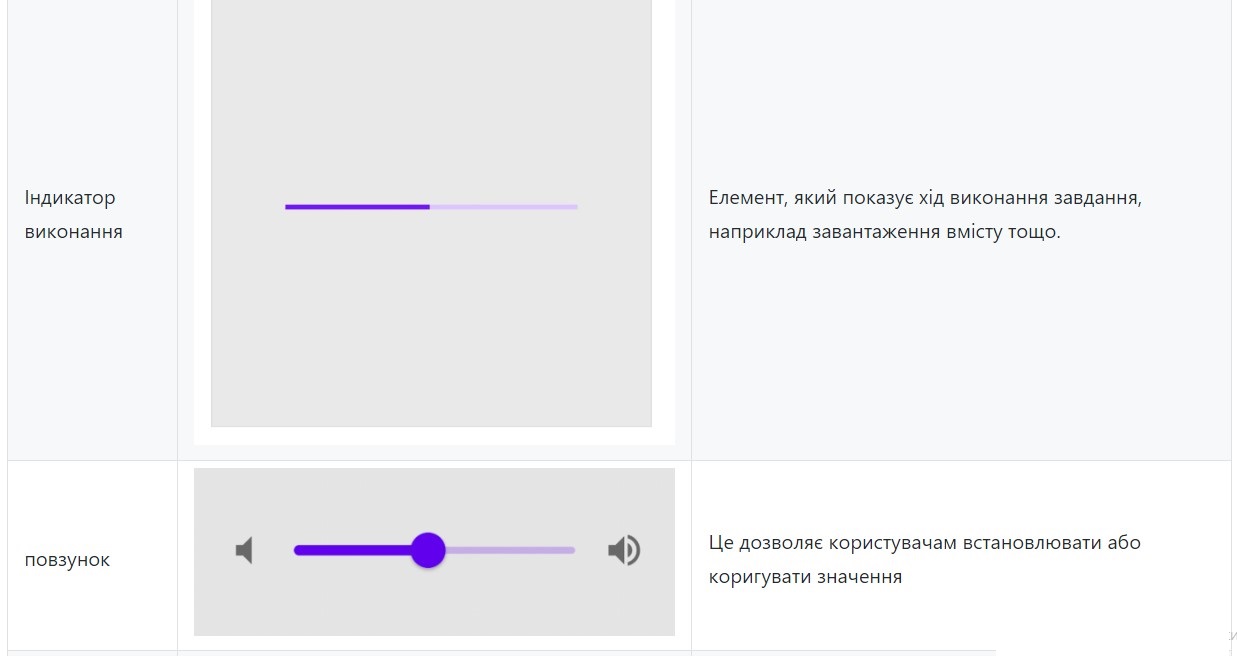 Індикатор
виконання
Елемент, який показує хід виконання завдання,
наприклад завантаження вмісту тощо.
повзунок
Це дозволяє користувачам встановлювати або
коригувати значення